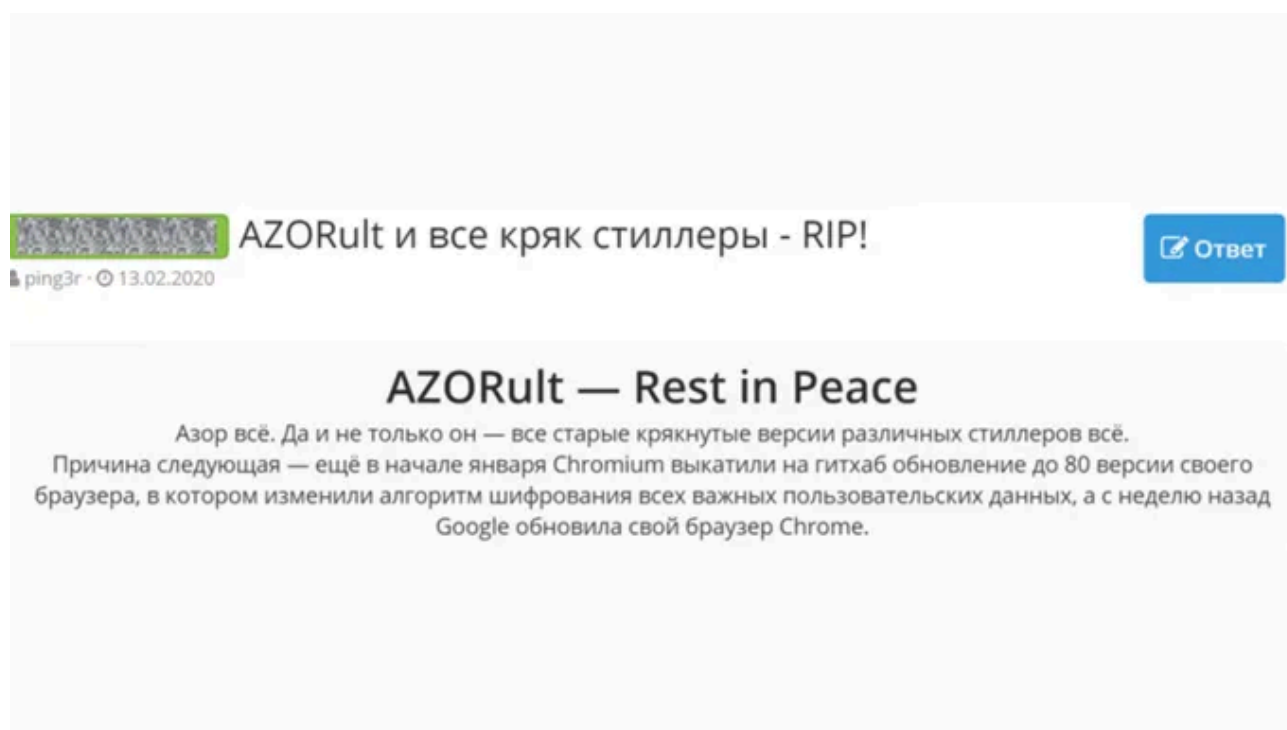 AZORult и все кряк стиллеры - RIP!
Ответ
ping3r · 13.02.2020
AZORult — Rest in Peace
Азор всё. Да и не только он — все старые крякнутые версии различных стиллеров всё.
Причина следующая — ещё в начале января Chromium выкатили на гитхаб обновление до 80 версии своего
браузера, в котором изменили алгоритм шифрования всех важных пользовательских данных, а с неделю назад
Google обновила свой браузер Chrome.